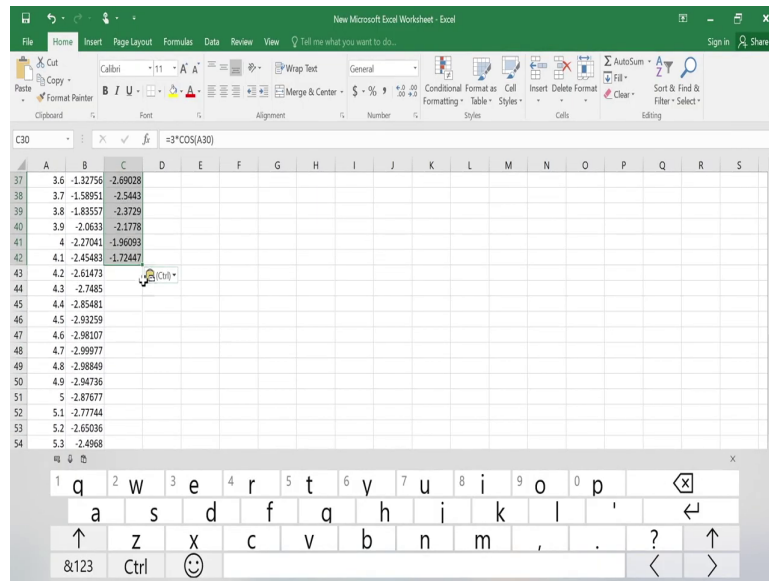 New Microsoft Excel Worksheet - Excel
File Home Insert Page Layout Formulas Data Review View Tell me what you want to do... Sign in Share
Cut Calibri 11 A A Wrap Text General AutoSum
Paste Copy Fill
Format Painter B I U A Merge & Center $ % , .0 .00 .00 .0 Conditional Format as Cell Insert Delete Format Clear Sort & Find &
Formatting Table Styles Filter Select
Clipboard Font Alignment Number Styles Cells Editing
C30 fx =3*COS(A30)
A B C D E F G H I J K L M N O P Q R S
37 3.6 -1.32756 -2.69028
38 3.7 -1.58951 -2.5443
39 3.8 -1.83557 -2.3729
40 3.9 -2.0633 -2.1778
41 4 -2.27041 -1.96093
42 4.1 -2.45483 -1.72447
43 4.2 -2.61473 (Ctrl)
44 4.3 -2.7485
45 4.4 -2.85481
46 4.5 -2.93259
47 4.6 -2.98107
48 4.7 -2.99977
49 4.8 -2.98849
50 4.9 -2.94736
51 5 -2.87677
52 5.1 -2.77744
53 5.2 -2.65036
54 5.3 -2.4968
1 q 2 w 3 e 4 r 5 t 6 y 7 u 8 i 9 o 0 p
a s d f g h j k l '
z x c v b n m , . ?
&123 Ctrl